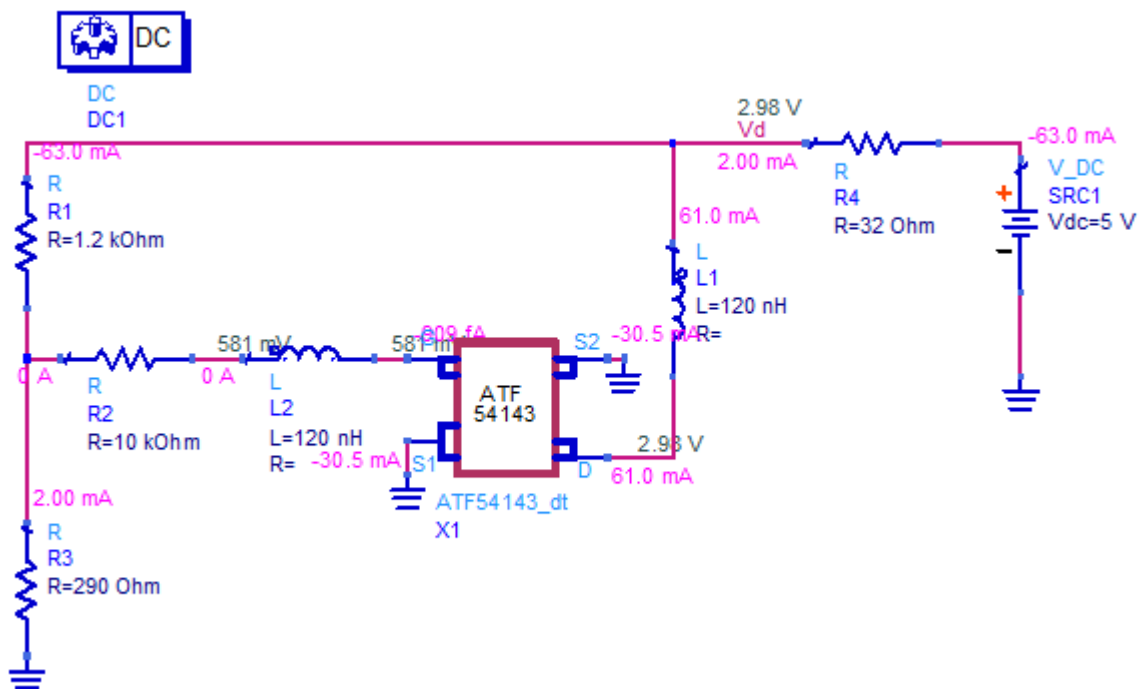 DC
DC
DC1
2.98 V
Vd
-63.0 mA
2.00 mA
-63.0 mA
R
R1
R=1.2 kOhm
R
R4
R=32 Ohm
V_DC
SRC1
Vdc=5 V
+
-
61.0 mA
L
L1
L=120 nH
R=
581 mV
-909 fA
G
S2
-30.5 mA
0 A
0 A
R
R2
R=10 kOhm
L
L2
L=120 nH
R=
-30.5 mA
S1
ATF
54143
D
2.98 V
61.0 mA
ATF54143_dt
X1
2.00 mA
R
R3
R=290 Ohm